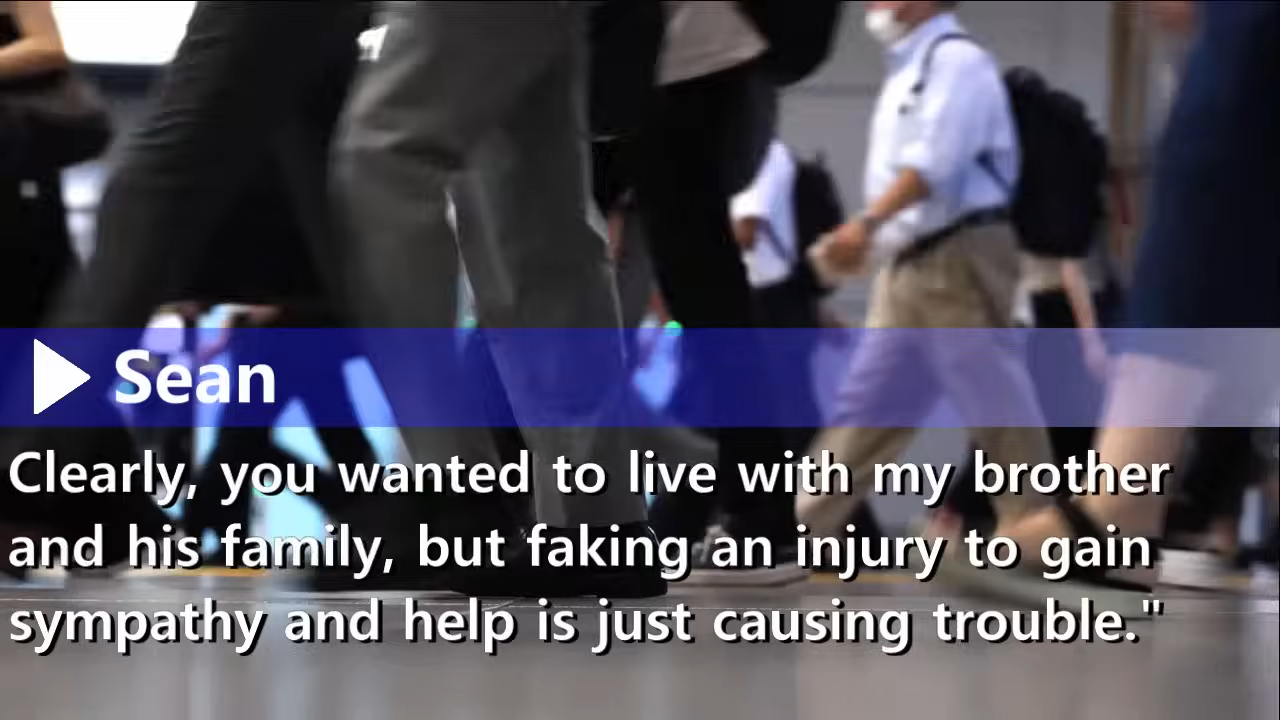 Sean
Clearly, you wanted to live with my brother
and his family, but faking an injury to gain
sympathy and help is just causing trouble."